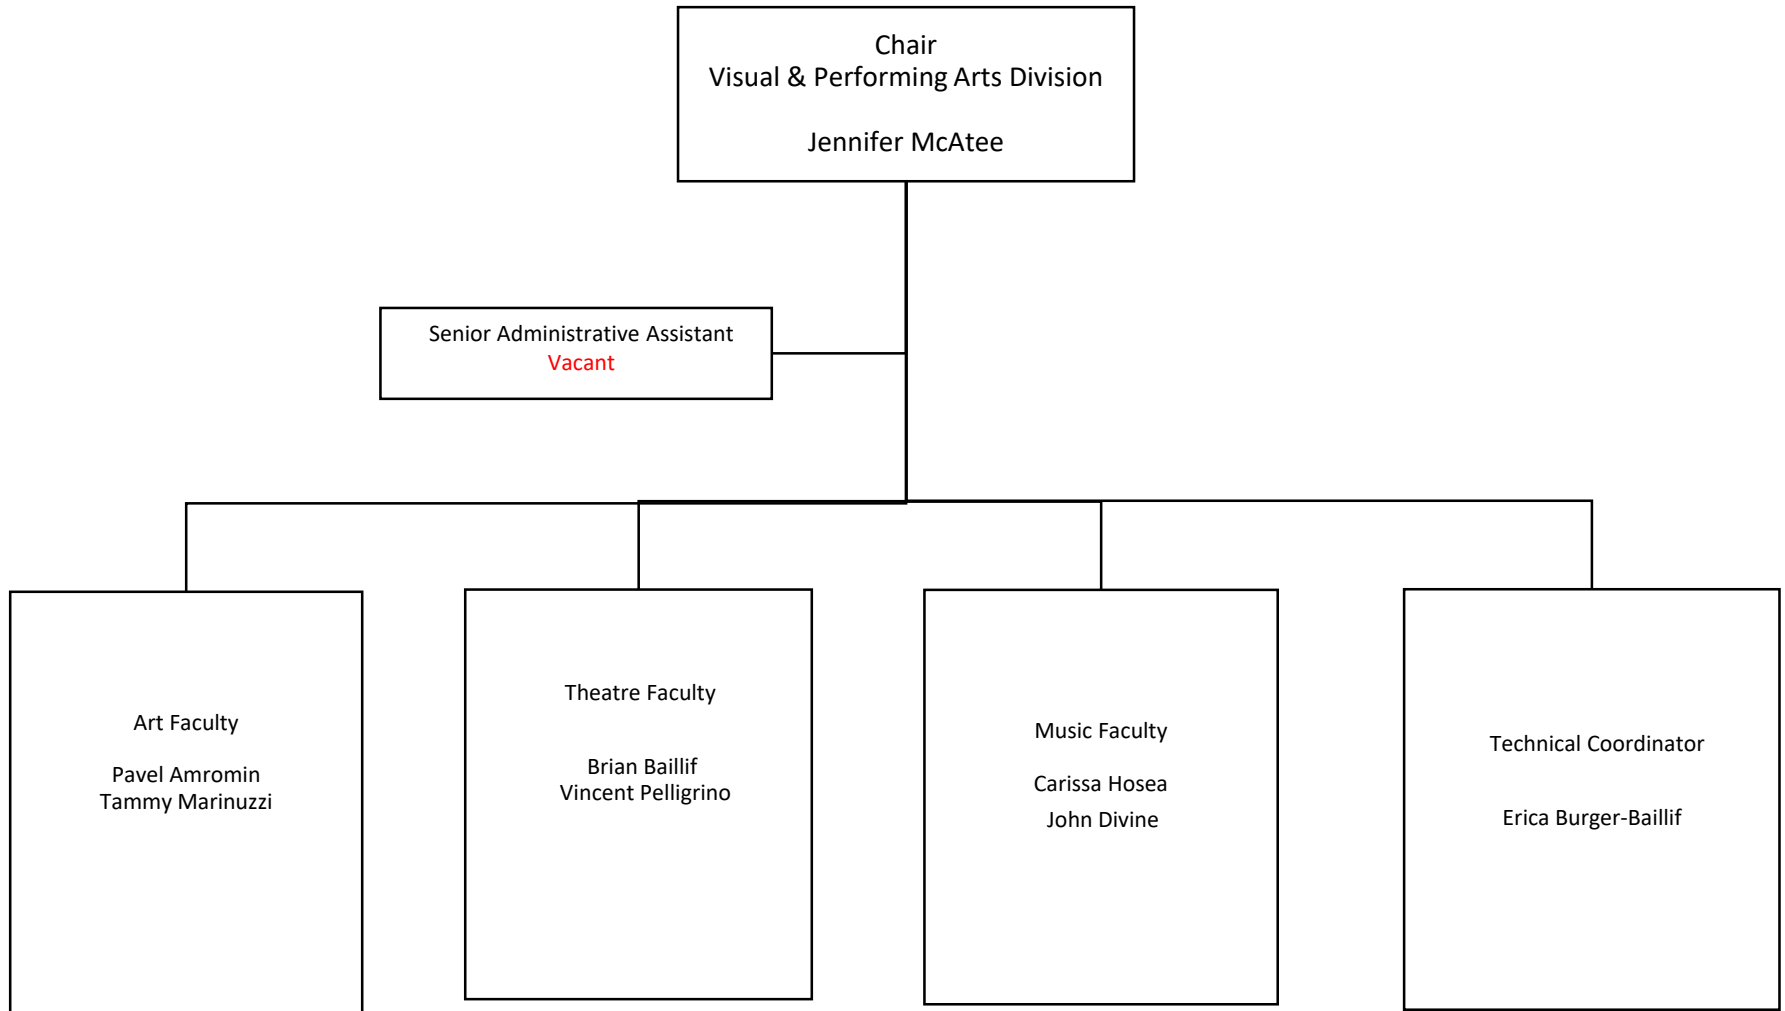 Chair
Visual & Performing Arts Division
Jennifer McAtee
Senior Administrative Assistant
Vacant
Art Faculty
Pavel Amromin
Tammy Marinuzzi
Theatre Faculty
Brian Baillif
Vincent Pelligrino
Music Faculty
Carissa Hosea
John Divine
Technical Coordinator
Erica Burger-Baillif